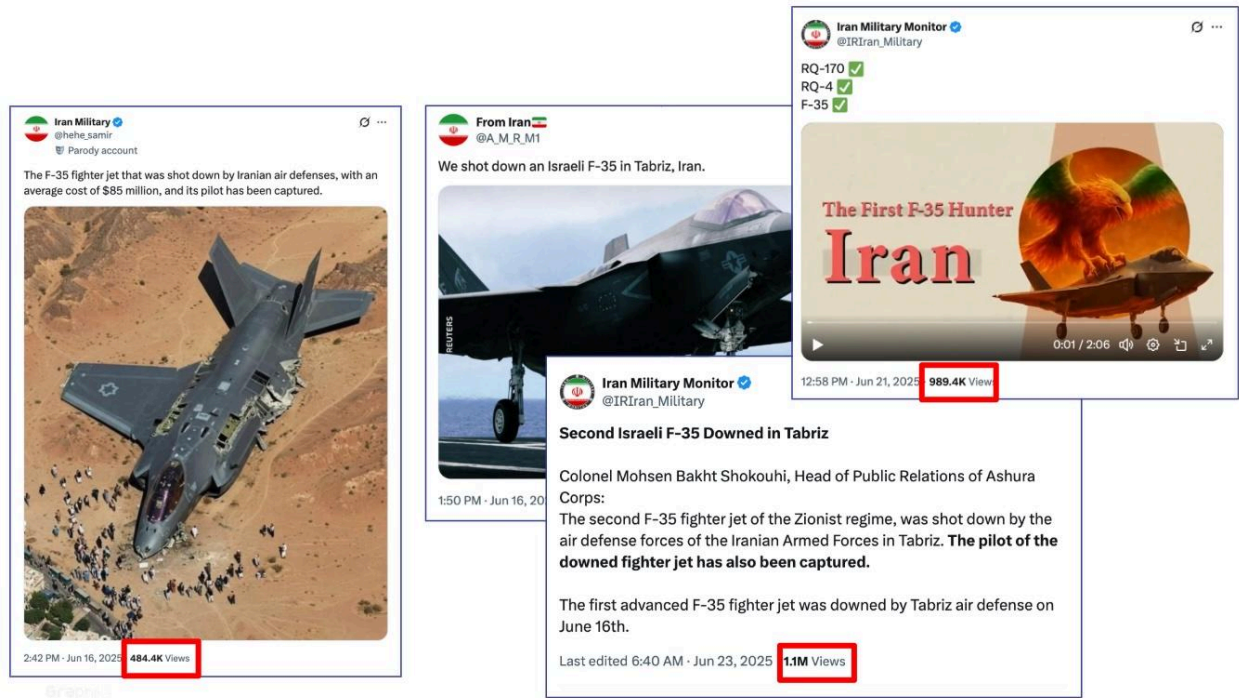 Iran Military
@hehe_samir
Parody account
The F-35 fighter jet that was shot down by Iranian air defenses, with an
average cost of $85 million, and its pilot has been captured.
2:42 PM · Jun 16, 2025
484.4K Views
From Iran
@A_M_R_M1
We shot down an Israeli F-35 in Tabriz, Iran.
REUTERS
1:50 PM · Jun 16, 20
Iran Military Monitor
@IRIran_Military
RQ-170 ✅
RQ-4 ✅
F-35 ✅
The First F-35 Hunter
Iran
0:01 / 2:06
12:58 PM · Jun 21, 2025
989.4K Views
Iran Military Monitor
@IRIran_Military
Second Israeli F-35 Downed in Tabriz
Colonel Mohsen Bakht Shokouhi, Head of Public Relations of Ashura
Corps:
The second F-35 fighter jet of the Zionist regime, was shot down by the
air defense forces of the Iranian Armed Forces in Tabriz. The pilot of the
downed fighter jet has also been captured.
The first advanced F-35 fighter jet was downed by Tabriz air defense on
June 16th.
Last edited 6:40 AM · Jun 23, 2025
1.1M Views